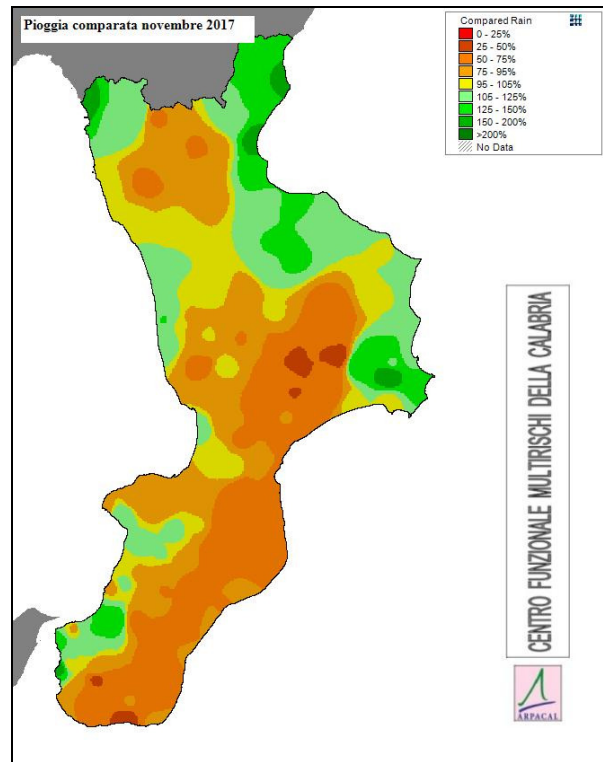 Pioggia comparata novembre 2017
Compared Rain
0 - 25%
25 - 50%
50 - 75%
75 - 95%
95 - 105%
105 - 125%
125 - 150%
150 - 200%
>200%
No Data
CENTRO FUNZIONALE MULTIRISCHI DELLA CALABRIA
ARPACAL